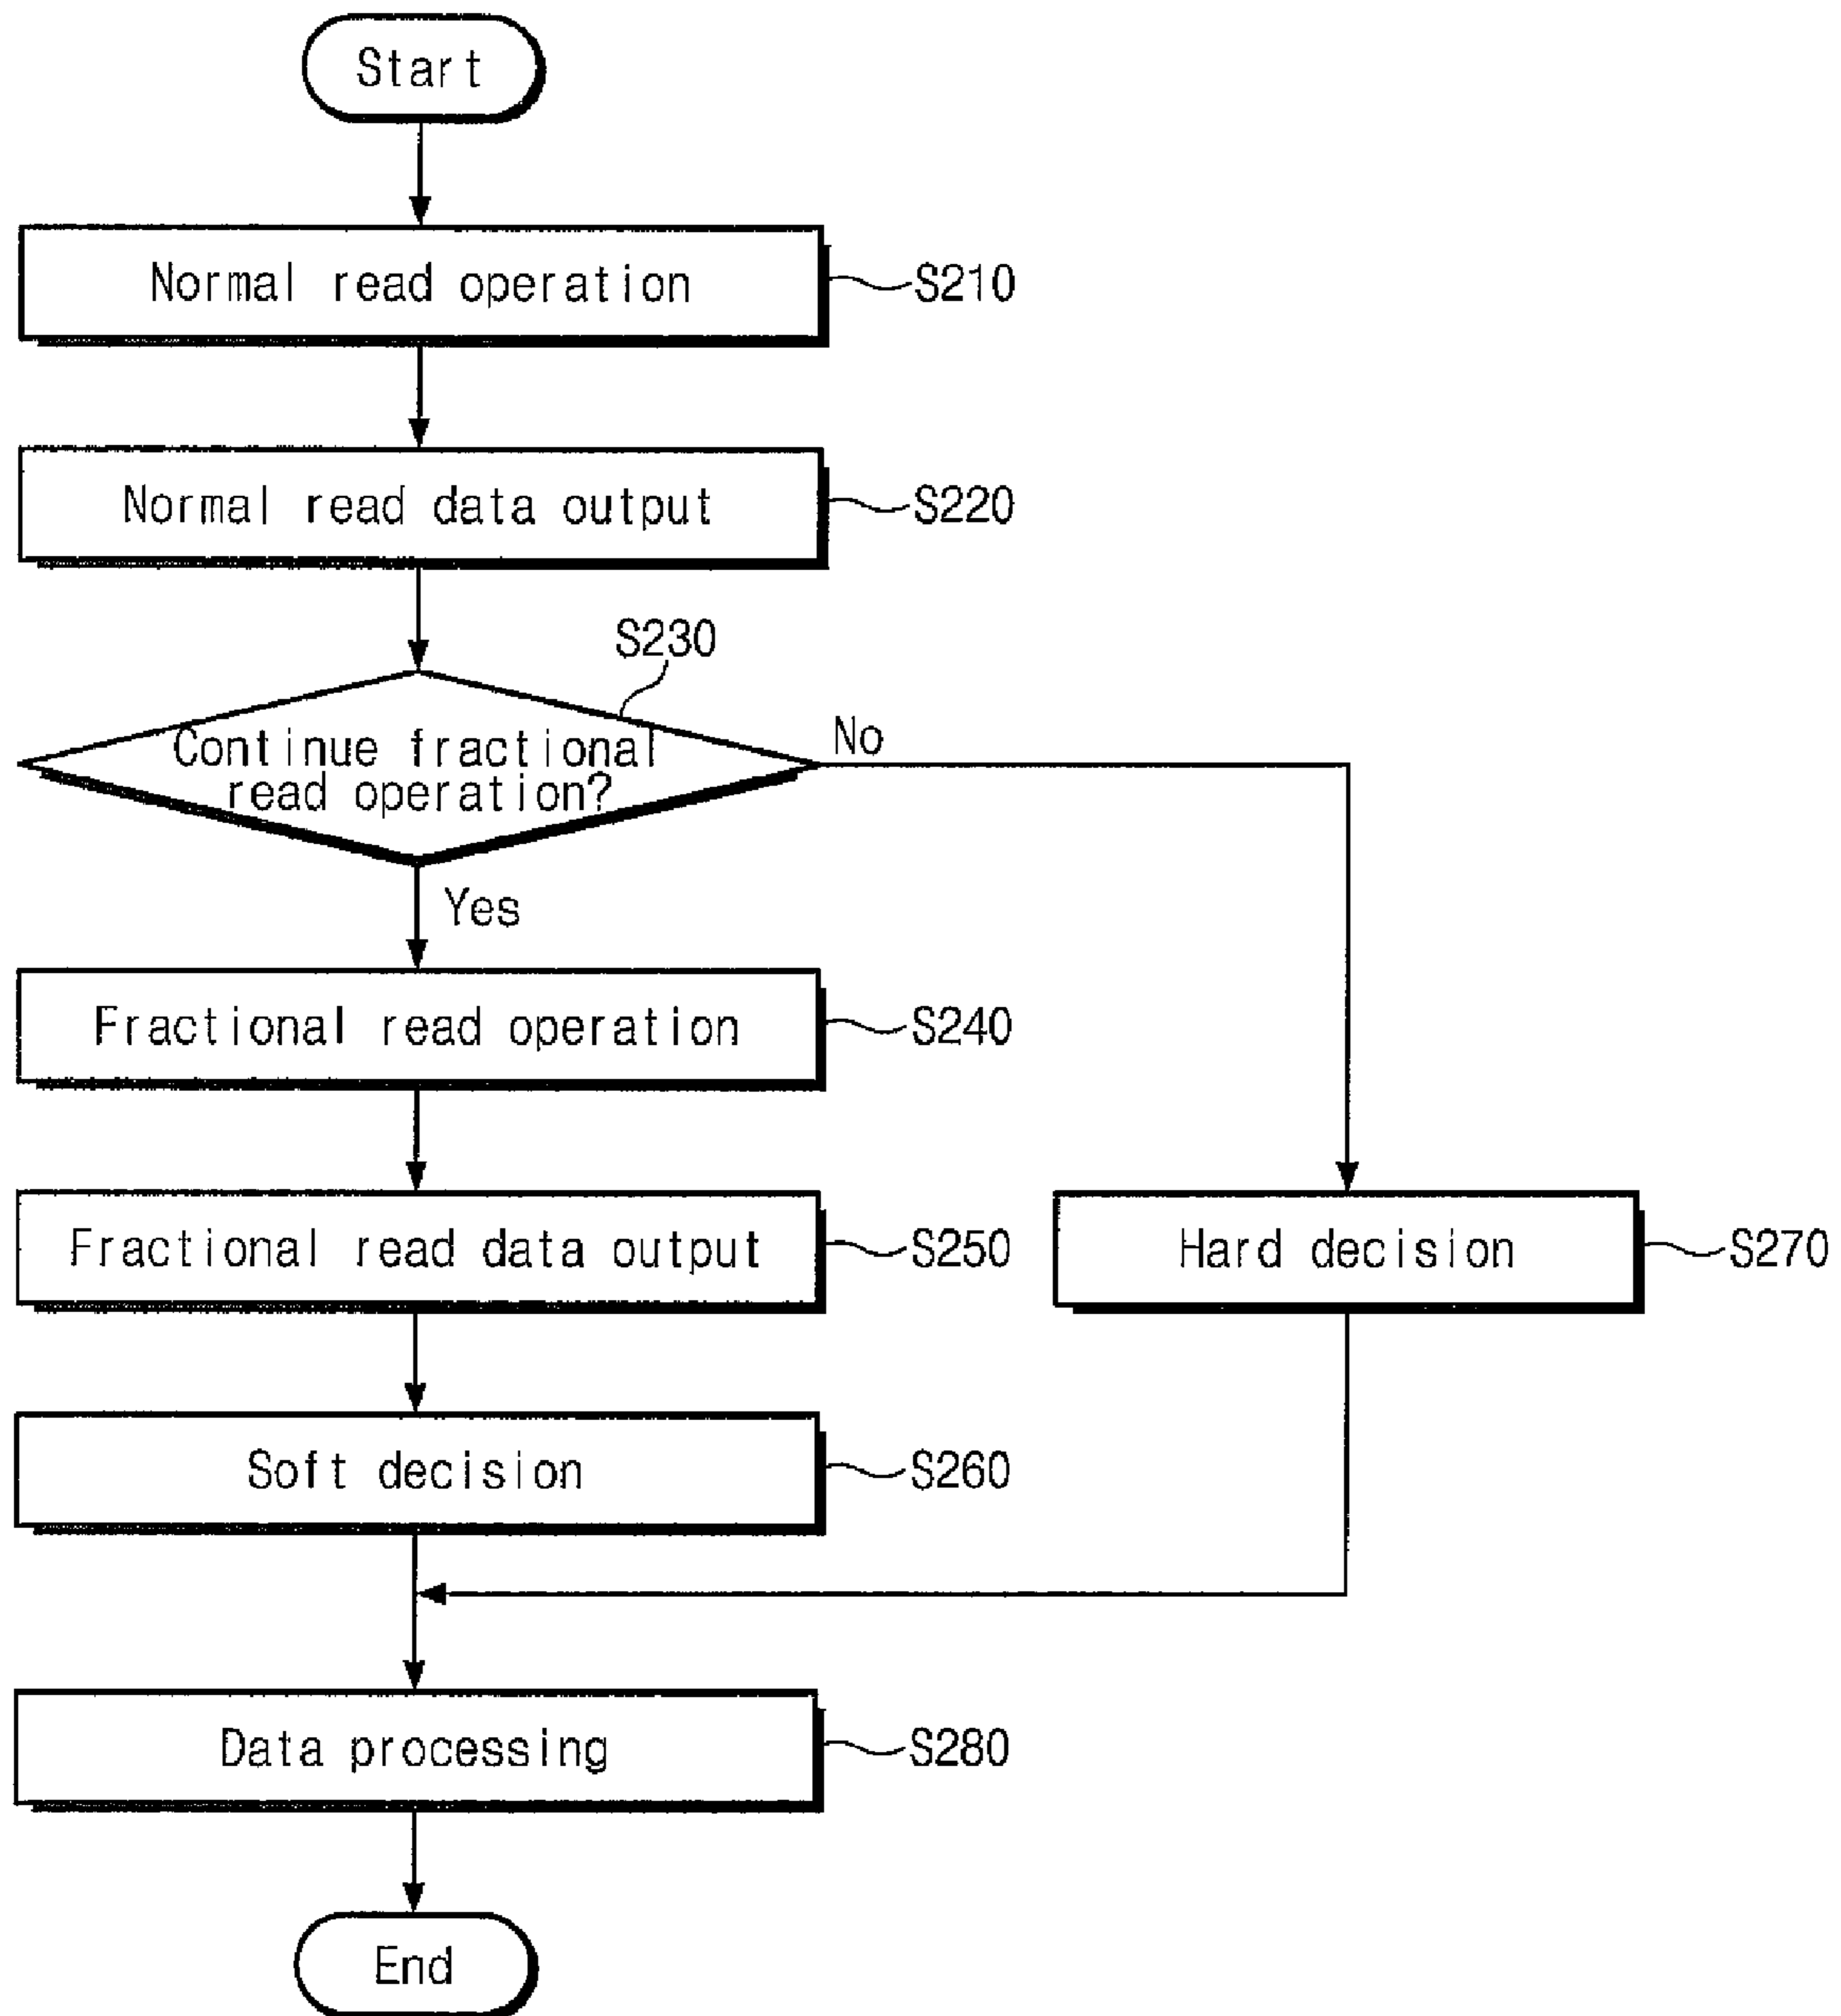 Start
Normal read operation
S210
Normal read data output
S220
S230
Continue fractional
read operation?
No
Yes
Fractional read operation
S240
Fractional read data output
S250
Hard decision
S270
Soft decision
S260
Data processing
S280
End